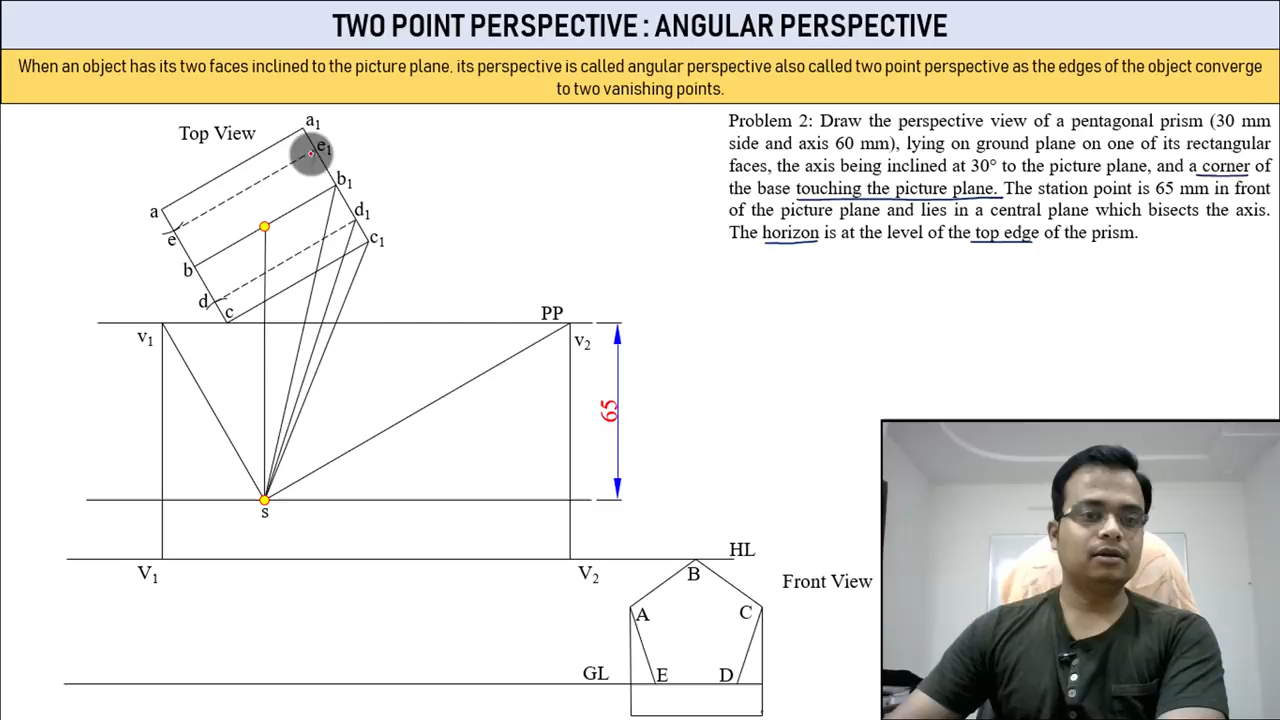 TWO POINT PERSPECTIVE : ANGULAR PERSPECTIVE
When an object has its two faces inclined to the picture plane. its perspective is called angular perspective also called two point perspective as the edges of the object converge
to two vanishing points.
Problem 2: Draw the perspective view of a pentagonal prism (30 mm
side and axis 60 mm), lying on ground plane on one of its rectangular
faces, the axis being inclined at 30° to the picture plane, and a corner of
the base touching the picture plane. The station point is 65 mm in front
of the picture plane and lies in a central plane which bisects the axis.
The horizon is at the level of the top edge of the prism.
Top View
a₁
e₁
b₁
d₁
c₁
a
e
b
d
c
PP
v₁
v₂
65
s
HL
V₁
V₂
B
Front View
A
C
GL
E
D